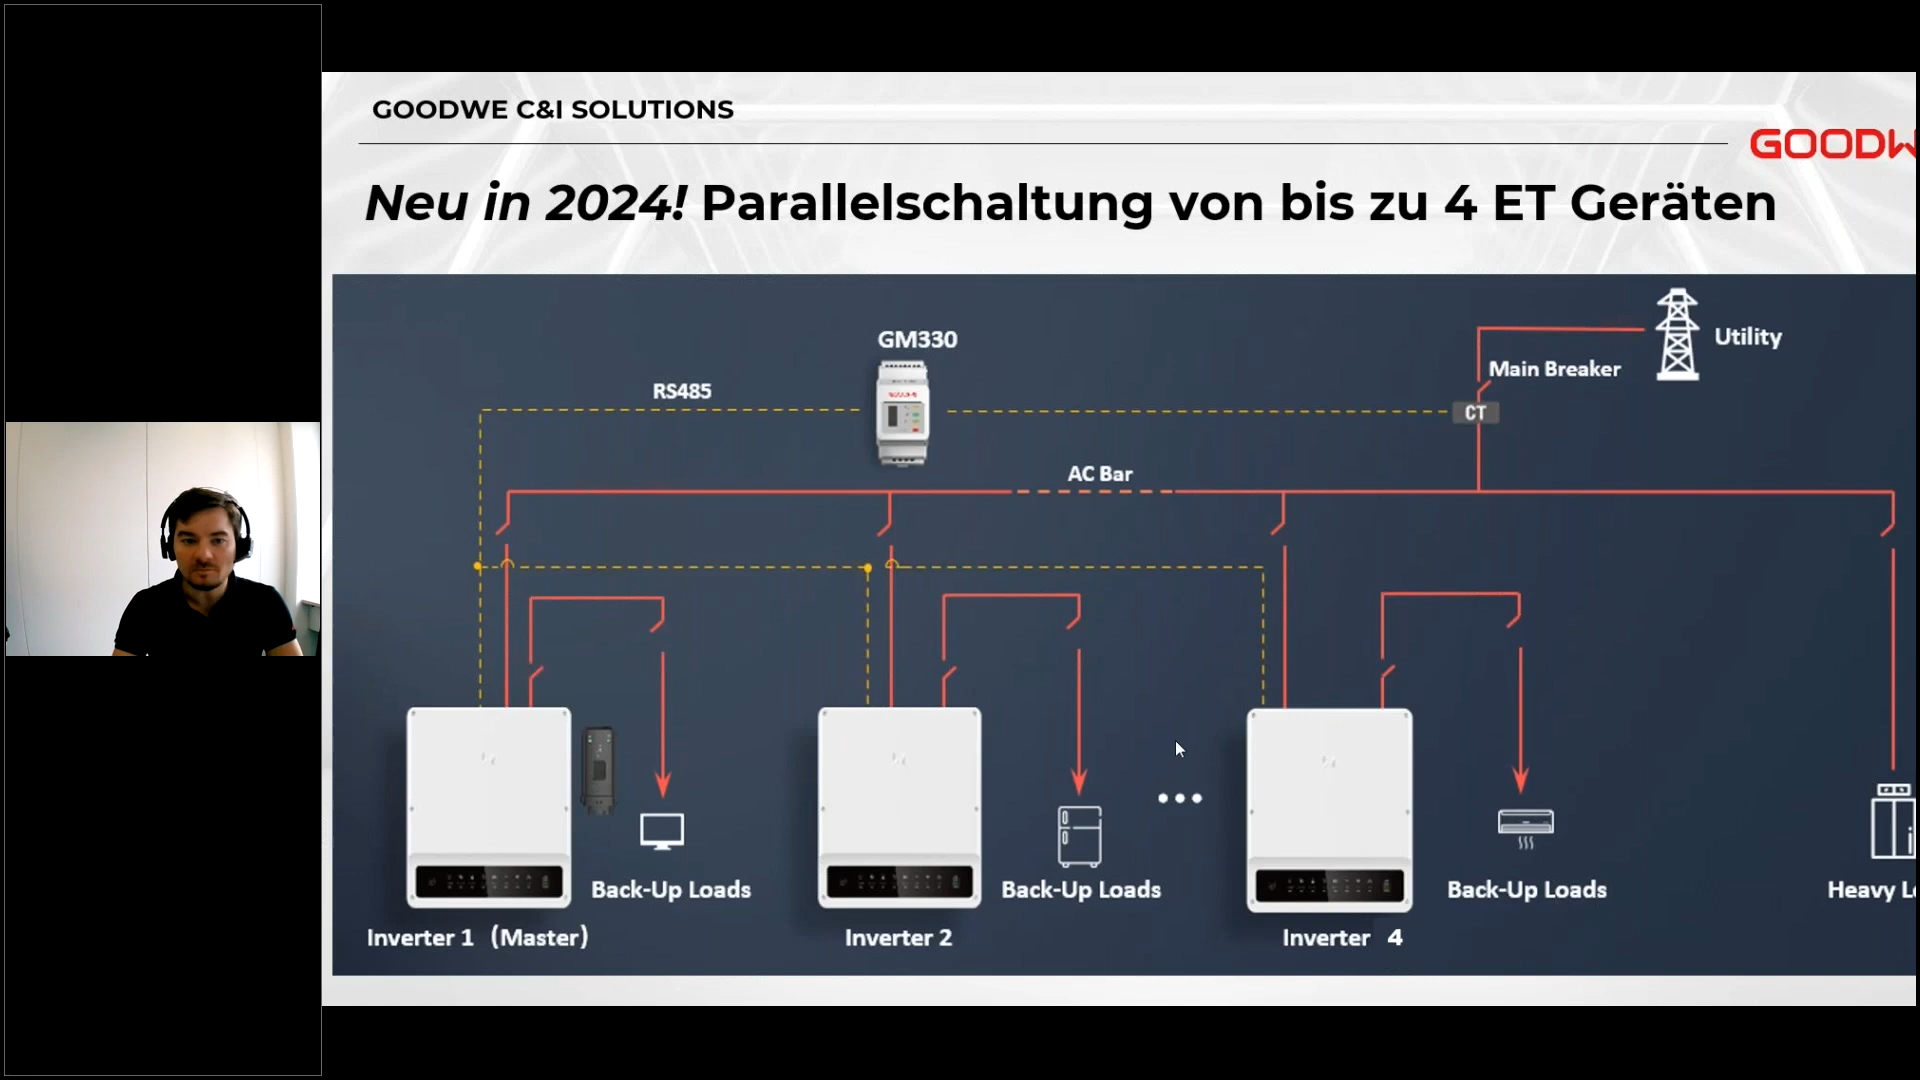 GOODWE C&I SOLUTIONS
GOODW
Neu in 2024! Parallelschaltung von bis zu 4 ET Geräten
GM330
Utility
Main Breaker
RS485
CT
AC Bar
Back-Up Loads
Back-Up Loads
Back-Up Loads
Heavy L
Inverter 1 (Master)
Inverter 2
Inverter 4